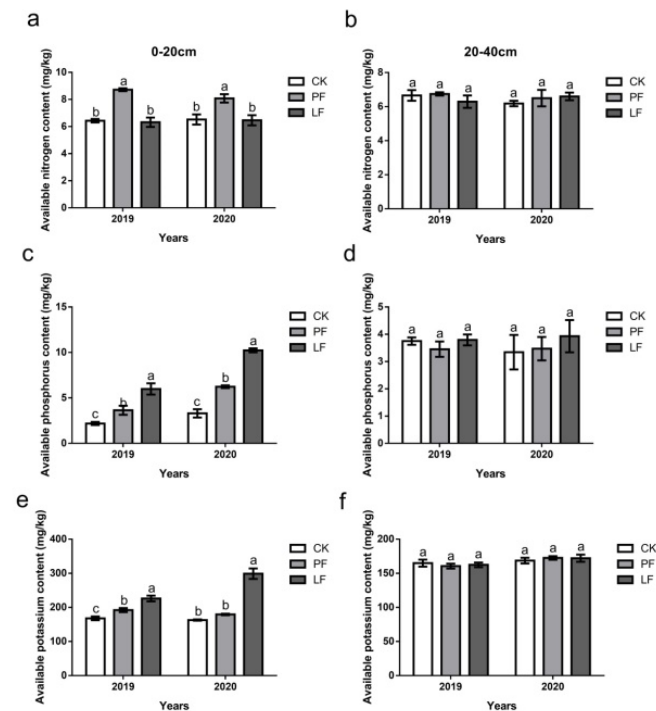 a
0-20cm
Available nitrogen content (mg/kg)
10
8
6
4
2
0
b a b
b a b
2019 2020
Years
CK
PF
LF
b
20-40cm
Available nitrogen content (mg/kg)
8
6
4
2
0
a a a
a a a
2019 2020
Years
CK
PF
LF
c
Available phosphorus content (mg/kg)
15
10
5
0
c b a
c b a
2019 2020
Years
CK
PF
LF
d
Available phosphorus content (mg/kg)
5
4
3
2
1
0
a a a
a a a
2019 2020
Years
CK
PF
LF
e
Available potassium content (mg/kg)
400
300
200
100
0
c b a
b b a
2019 2020
Years
CK
PF
LF
f
Available potassium content (mg/kg)
200
150
100
50
0
a a a
a a a
2019 2020
Years
CK
PF
LF